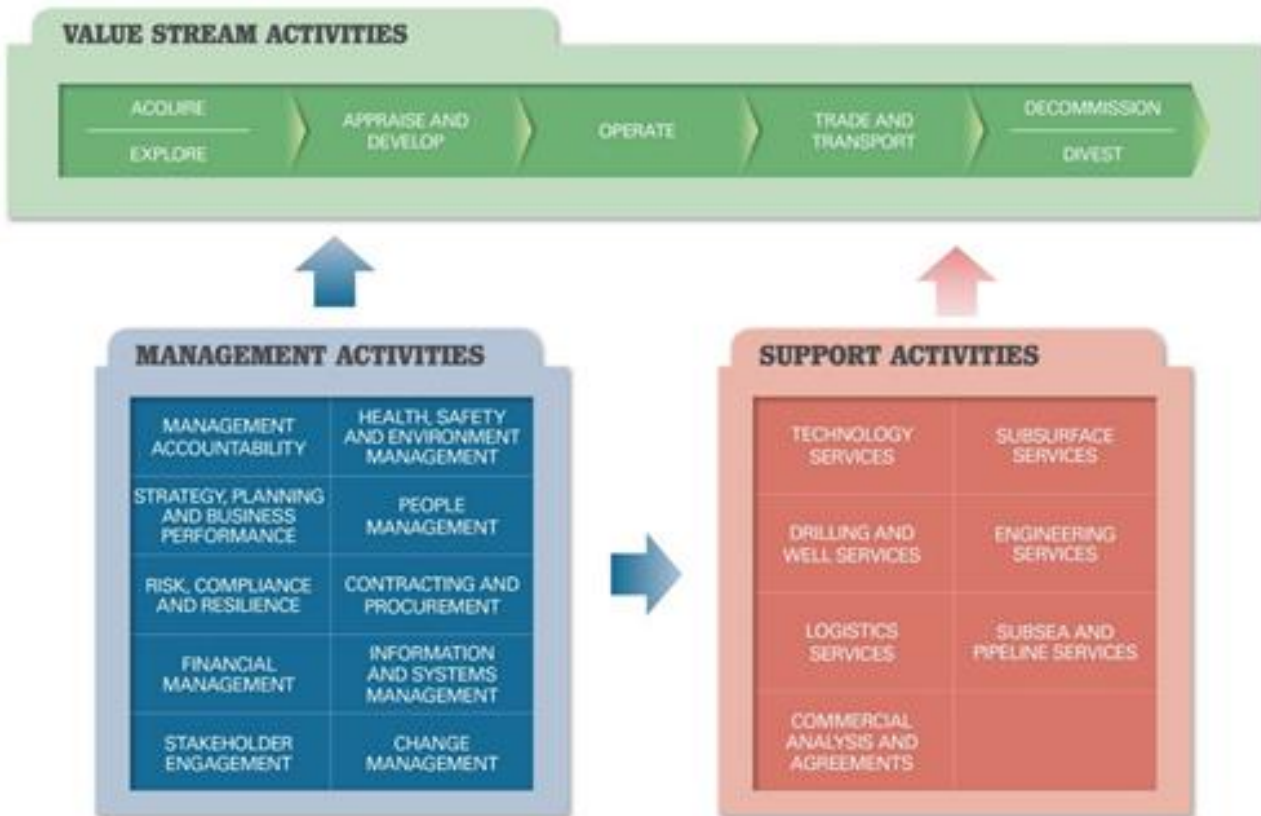 VALUE STREAM ACTIVITIES
ACQUIRE
EXPLORE
APPRAISE AND
DEVELOP
OPERATE
TRADE AND
TRANSPORT
DECOMMISSION
DIVEST
MANAGEMENT ACTIVITIES
MANAGEMENT
ACCOUNTABILITY
HEALTH, SAFETY
AND ENVIRONMENT
MANAGEMENT
STRATEGY, PLANNING
AND BUSINESS
PERFORMANCE
PEOPLE
MANAGEMENT
RISK, COMPLIANCE
AND RESILIENCE
CONTRACTING AND
PROCUREMENT
FINANCIAL
MANAGEMENT
INFORMATION
AND SYSTEMS
MANAGEMENT
STAKEHOLDER
ENGAGEMENT
CHANGE
MANAGEMENT
SUPPORT ACTIVITIES
TECHNOLOGY
SERVICES
SUBSURFACE
SERVICES
DRILLING AND
WELL SERVICES
ENGINEERING
SERVICES
LOGISTICS
SERVICES
SUBSEA AND
PIPELINE SERVICES
COMMERCIAL
ANALYSIS AND
AGREEMENTS